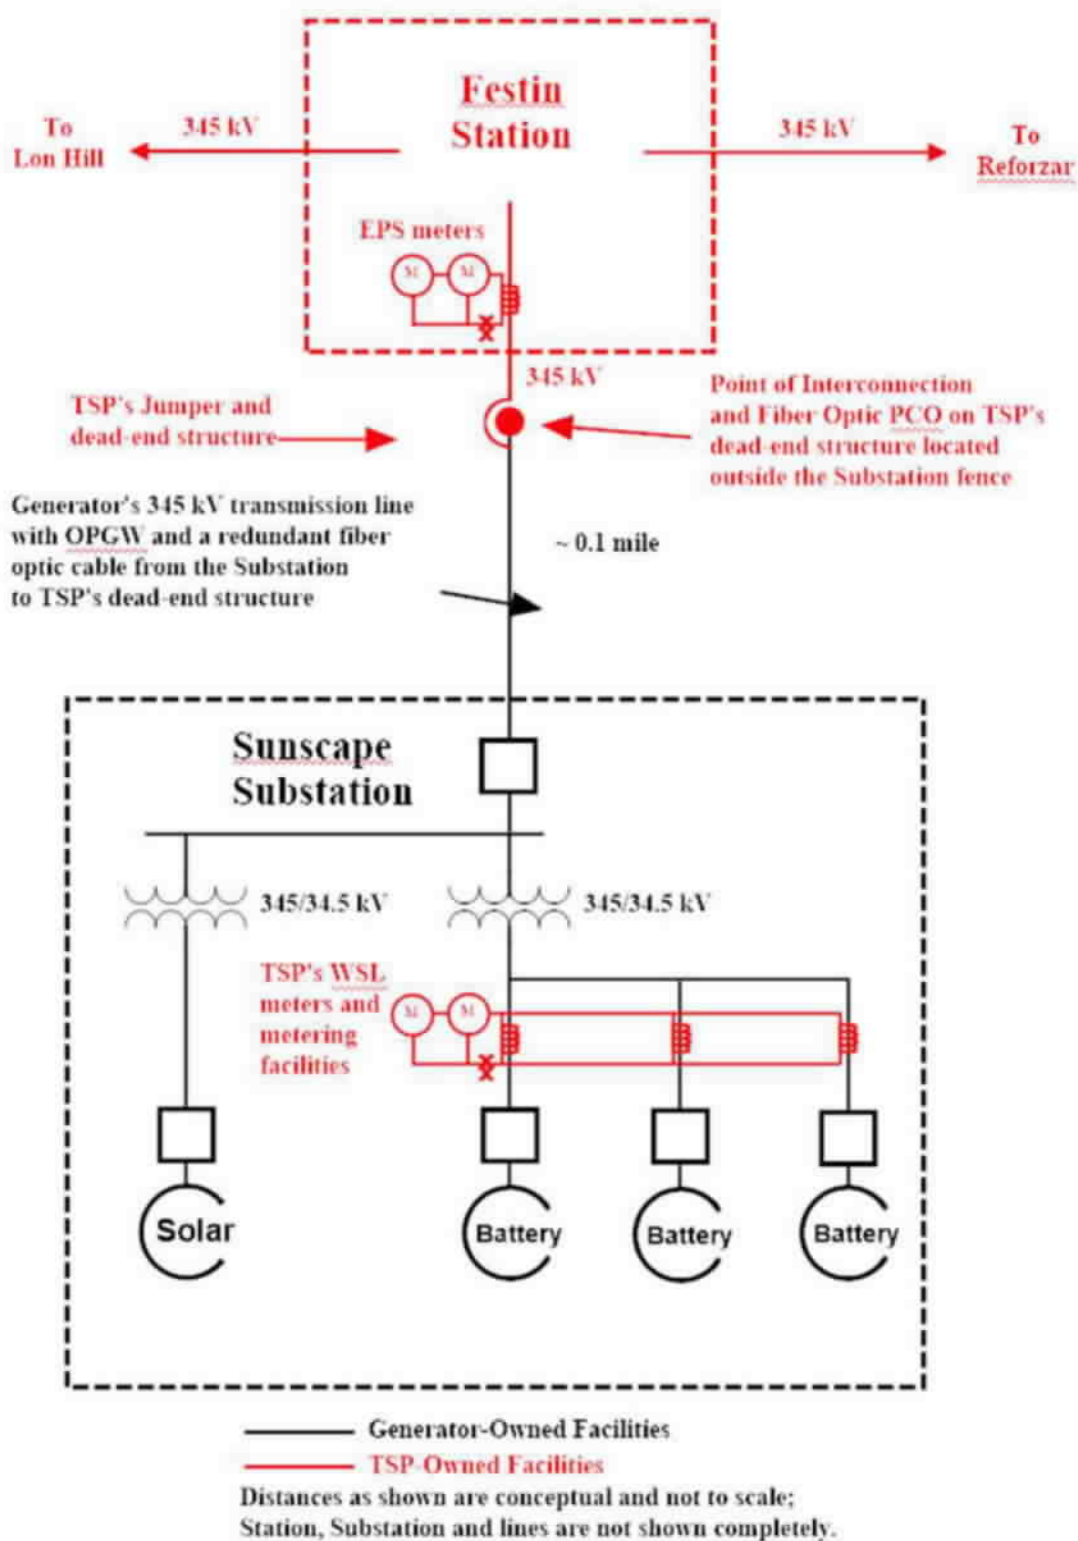 Festin
Station
To
Lon Hill
345 kV
345 kV
To
Reforzar
EPS meters
M
M
345 kV
TSP's Jumper and
dead-end structure
Point of Interconnection
and Fiber Optic PCO on TSP's
dead-end structure located
outside the Substation fence
Generator's 345 kV transmission line
with OPGW and a redundant fiber
optic cable from the Substation
to TSP's dead-end structure
~ 0.1 mile
Sunscape
Substation
345/34.5 kV
345/34.5 kV
TSP's WSL
meters and
metering
facilities
M
M
Solar
Battery
Battery
Battery
Generator-Owned Facilities
TSP-Owned Facilities
Distances as shown are conceptual and not to scale;
Station, Substation and lines are not shown completely.